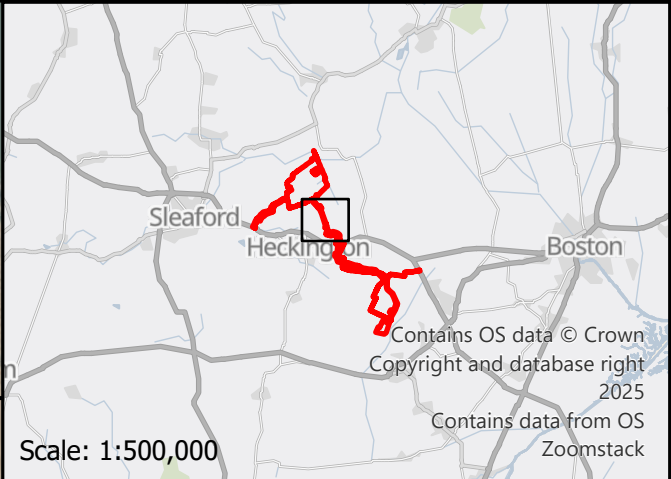 Sleaford
Heckington
Boston
n
Contains OS data © Crown
Copyright and database right
2025
Contains data from OS
Zoomstack
Scale: 1:500,000